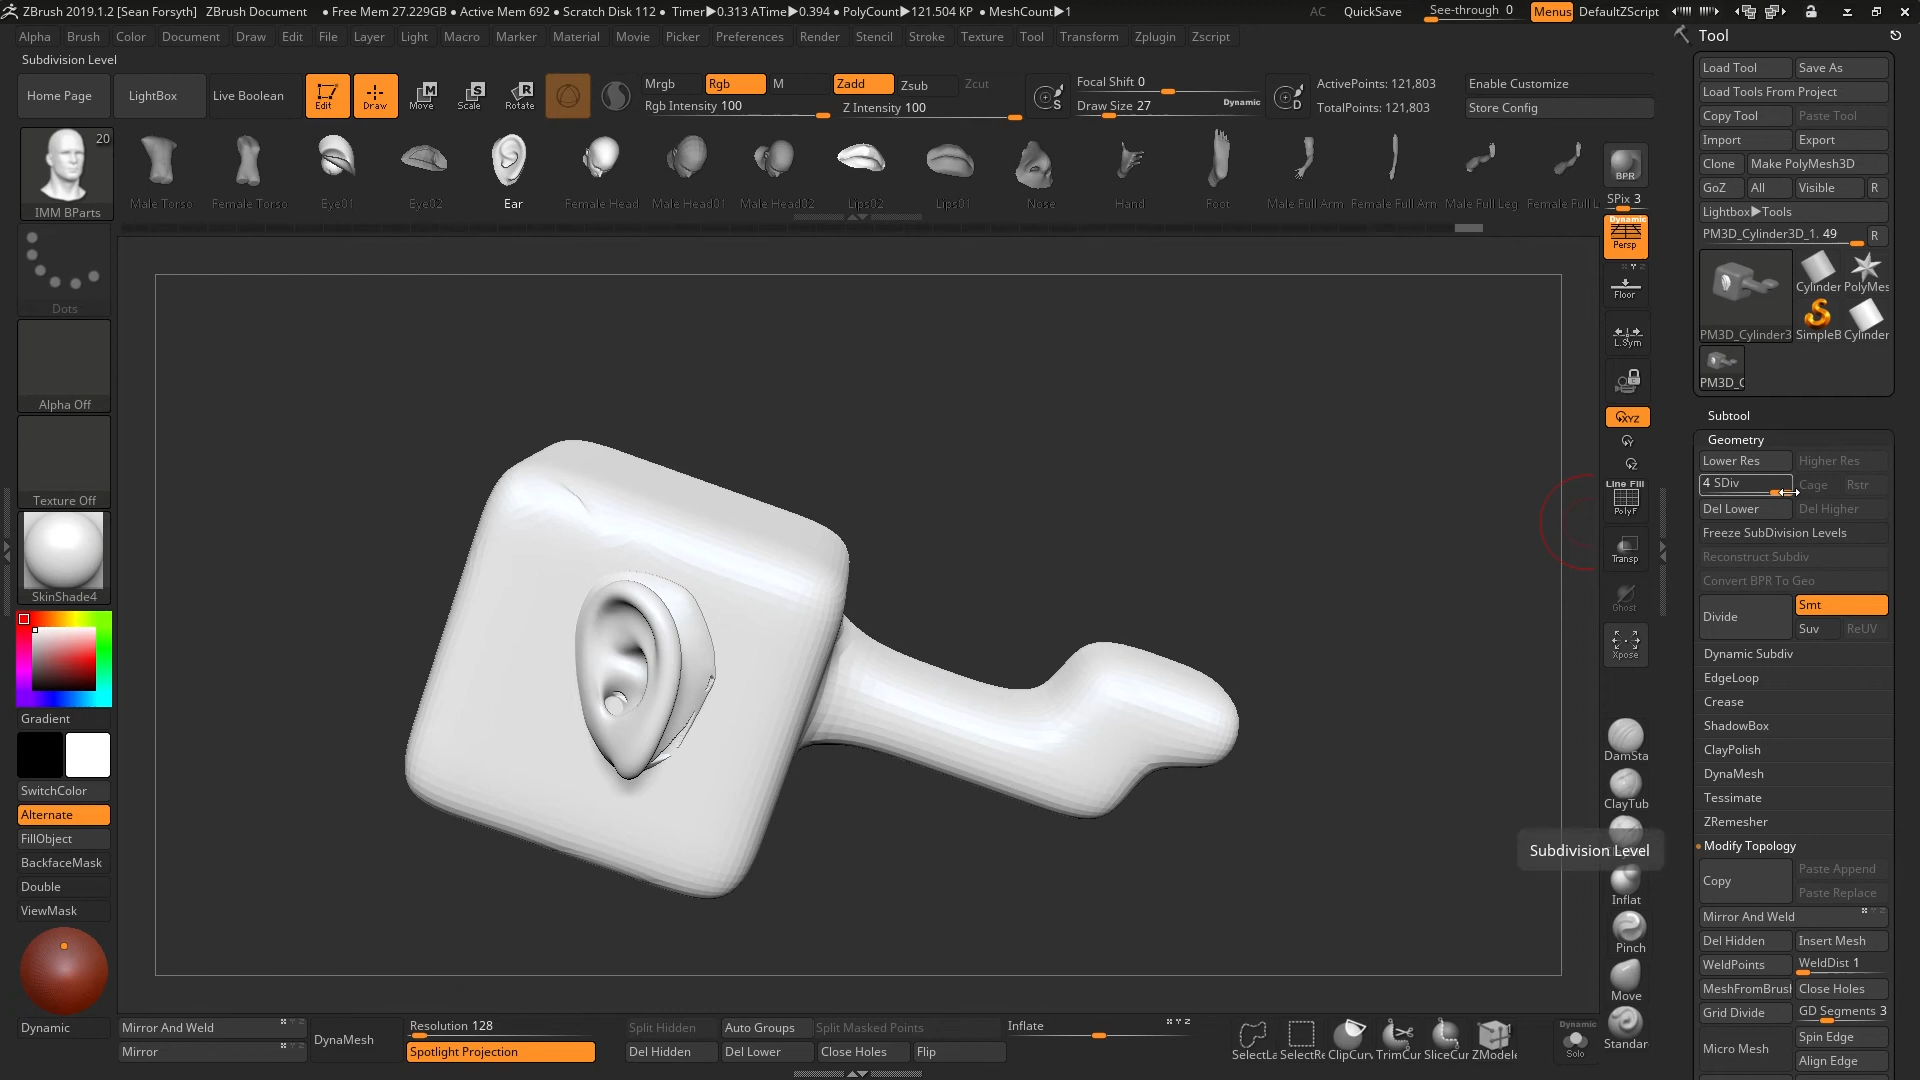 ZBrush 2019.1.2 [Sean Forsyth] ZBrush Document • Free Mem 27.229GB • Active Mem 692 • Scratch Disk 112 • Timer▶0.313 ATime▶0.394 • PolyCount▶121.504 KP • MeshCount▶1 AC QuickSave See-through 0 Menus DefaultZScript
Alpha Brush Color Document Draw Edit File Layer Light Macro Marker Material Movie Picker Preferences Render Stencil Stroke Texture Tool Transform Zplugin Zscript
Subdivision Level
Home Page LightBox Live Boolean Edit Draw Move Scale Rotate
Mrgb Rgb M Zadd Zsub Zcut
Rgb Intensity 100 Z Intensity 100
Focal Shift 0
Draw Size 27 Dynamic
ActivePoints: 121,803
TotalPoints: 121,803
Enable Customize
Store Config
20
IMM BParts
Male Torso Female Torso Eye01 Eye02 Ear Female Head Male Head01 Male Head02 Lips02 Lips01 Nose Hand Foot Male Full Arm Female Full Arm Male Full Leg Female Full L
Dots
Alpha Off
Texture Off
SkinShade4
Gradient
SwitchColor
Alternate
FillObject
BackfaceMask
Double
ViewMask
Dynamic
BPR
SPix 3
Dynamic
Persp
Floor
L.Sym
XYZ
Line Fill
PolyF
Transp
Ghost
Xpose
DamSta
ClayTub
Subdivision Level
Inflat
Pinch
Move
Standar
Tool
Load Tool Save As
Load Tools From Project
Copy Tool Paste Tool
Import Export
Clone Make PolyMesh3D
GoZ All Visible R
Lightbox▶Tools
PM3D_Cylinder3D_1. 49 R
Cylinder PolyMes
PM3D_Cylinder3 SimpleB Cylinder
PM3D_C
Subtool
Geometry
Lower Res Higher Res
4 SDiv Cage Rstr
Del Lower Del Higher
Freeze SubDivision Levels
Reconstruct Subdiv
Convert BPR To Geo
Divide Smt
Suv ReUV
Dynamic Subdiv
EdgeLoop
Crease
ShadowBox
ClayPolish
DynaMesh
Tessimate
ZRemesher
Modify Topology
Copy Paste Append
Paste Replace
Mirror And Weld
Del Hidden Insert Mesh
WeldPoints WeldDist 1
MeshFromBrush Close Holes
Grid Divide GD Segments 3
Micro Mesh Spin Edge
Align Edge
Mirror And Weld
Mirror
DynaMesh
Resolution 128
Spotlight Projection
Split Hidden Auto Groups Split Masked Points
Del Hidden Del Lower Close Holes Flip
Inflate
SelectLa SelectRe ClipCurv TrimCur SliceCur ZModele
Dynamic
Solo